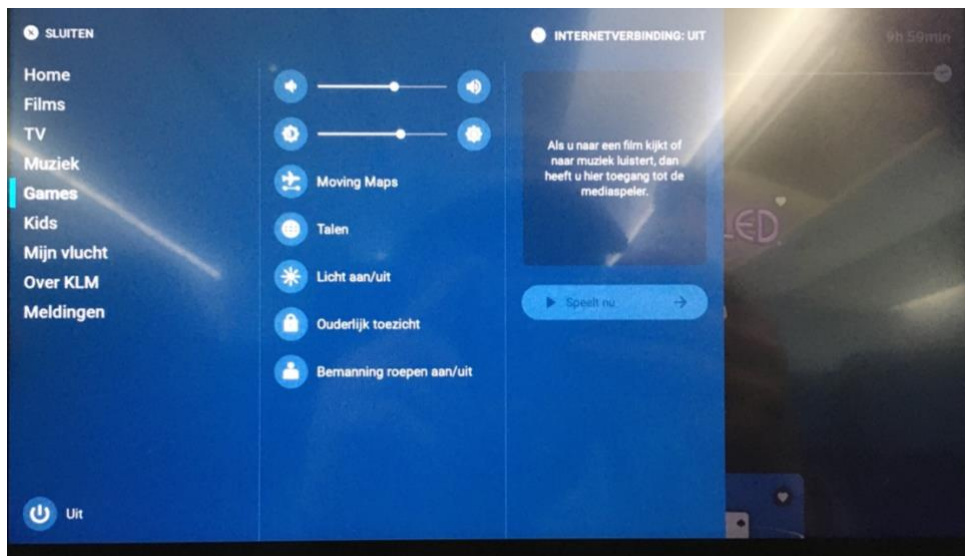 SLUITEN
Home
Films
TV
Muziek
Games
Kids
Mijn vlucht
Over KLM
Meldingen
Uit
Moving Maps
Talen
Licht aan/uit
Ouderlijk toezicht
Bemanning roepen aan/uit
INTERNETVERBINDING: UIT
Als u naar een film kijkt of
naar muziek luistert, dan
heeft u hier toegang tot de
mediaspeler.
Speelt nu
9h 59min
LED